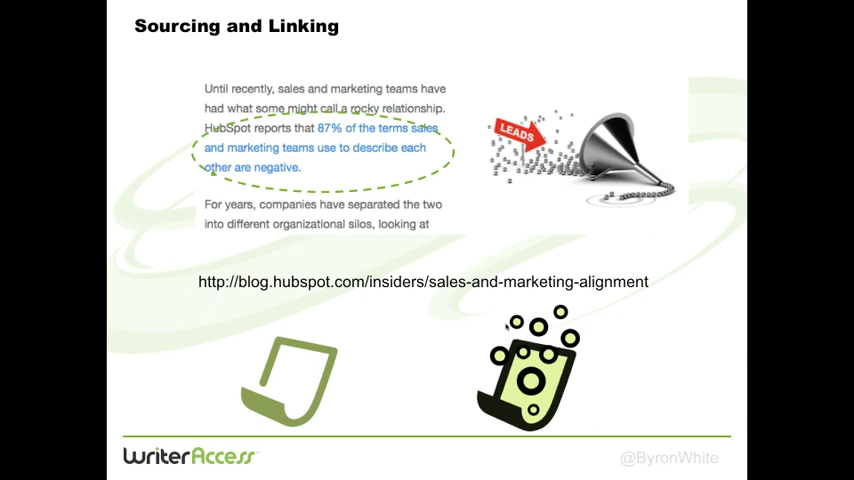 Sourcing and Linking
Until recently, sales and marketing teams have
had what some might call a rocky relationship.
HubSpot reports that 87% of the terms sales
and marketing teams use to describe each
other are negative.
For years, companies have separated the two
into different organizational silos, looking at
LEADS
http://blog.hubspot.com/insiders/sales-and-marketing-alignment
WriterAccess
@ByronWhite